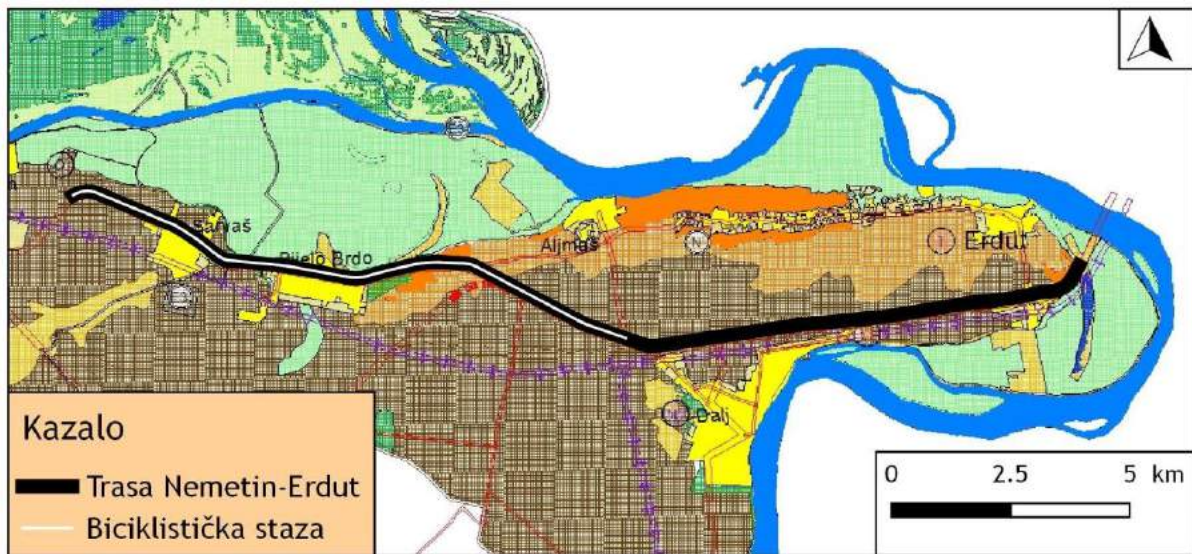 Sarvaš
Bijelo Brdo
Aljmaš
N
Erdut
Dalj
Kazalo
Trasa Nemetin-Erdut
Biciklistička staza
0 2.5 5 km